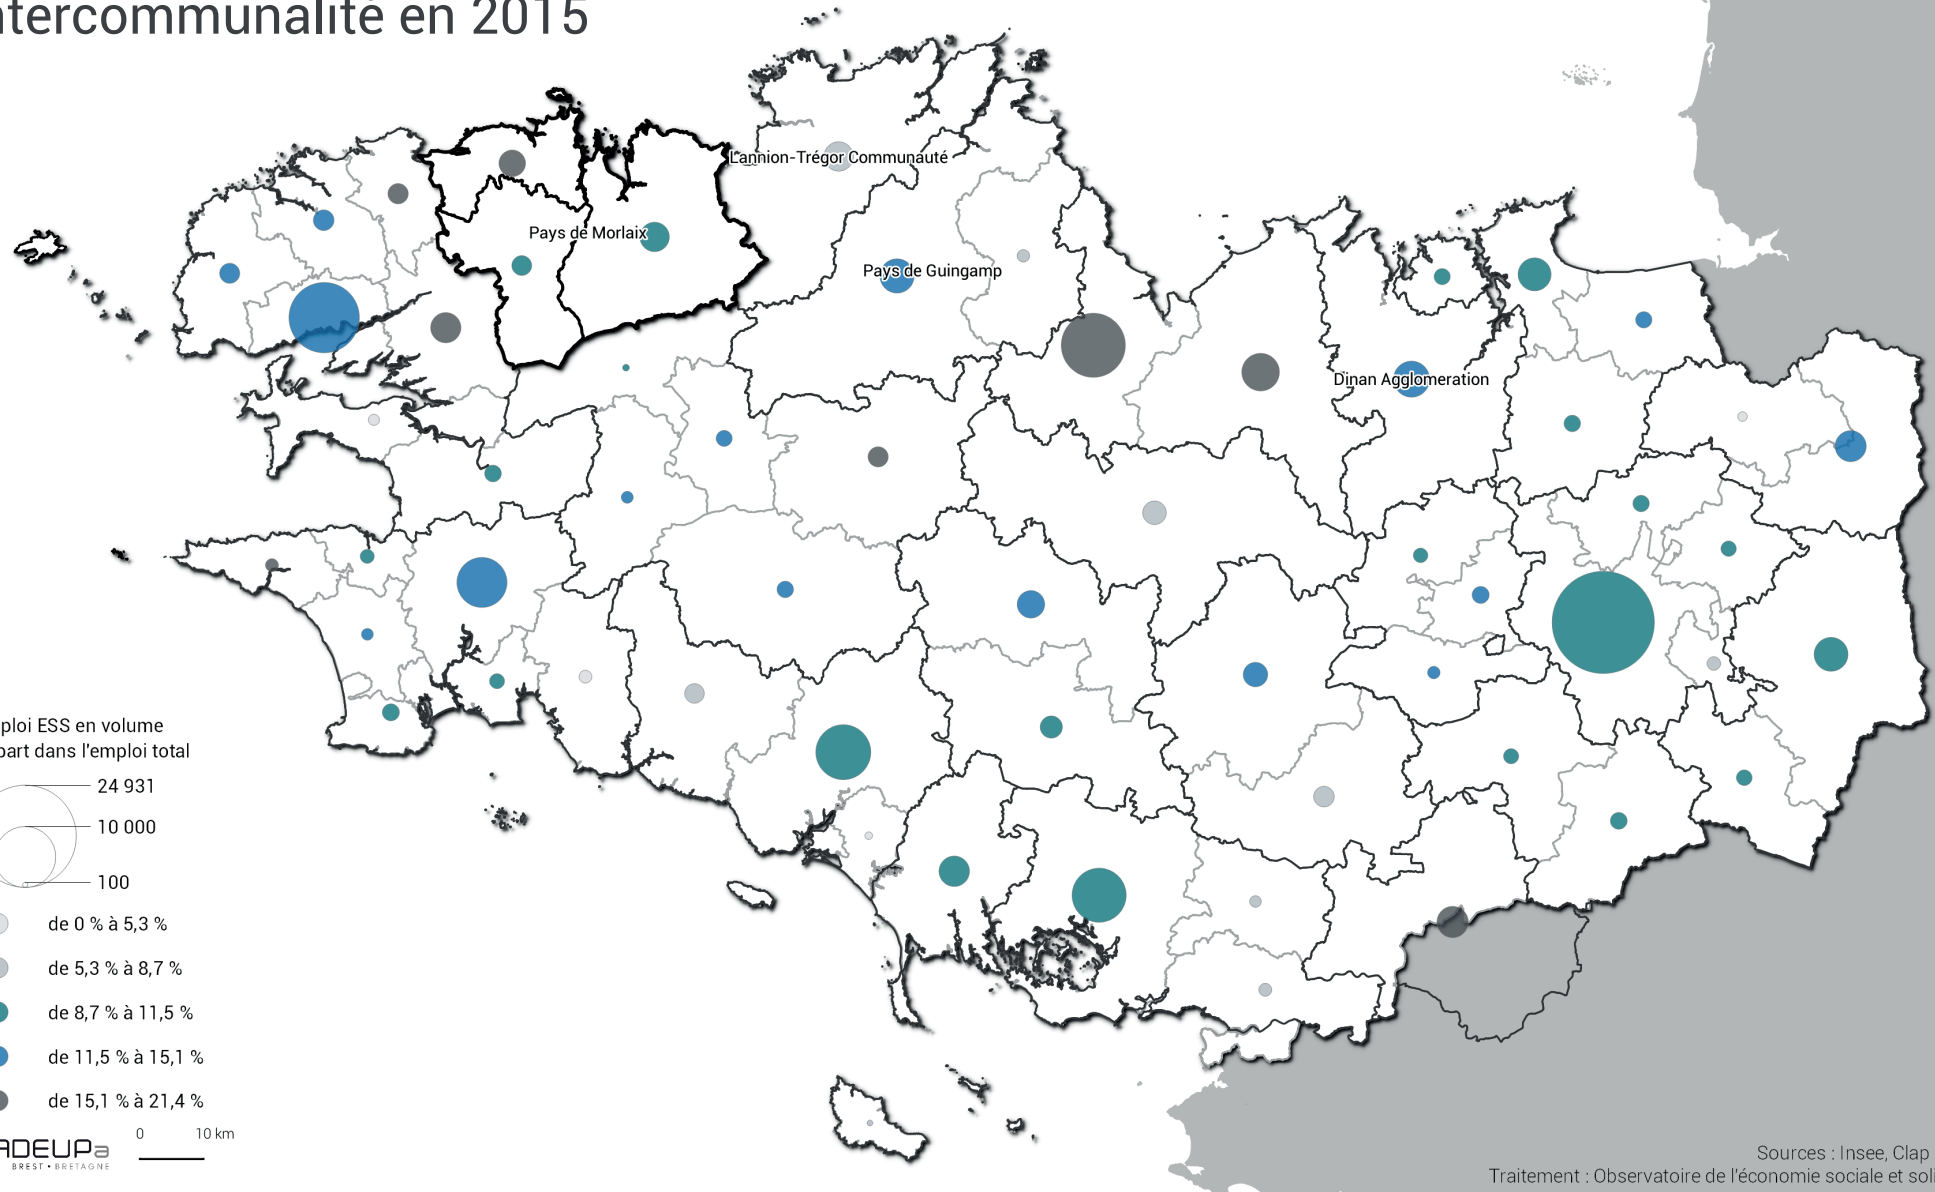 ntercommunalité en 2015
Lannion-Trégor Communauté
Pays de Morlaix
Pays de Guingamp
Dinan Agglomeration
ploi ESS en volume
part dans l'emploi total
24 931
10 000
100
de 0 % à 5,3 %
de 5,3 % à 8,7 %
de 8,7 % à 11,5 %
de 11,5 % à 15,1 %
de 15,1 % à 21,4 %
0 10 km
ADEUPa
BREST • BRETAGNE
Sources : Insee, Clap
Traitement : Observatoire de l'économie sociale et soli